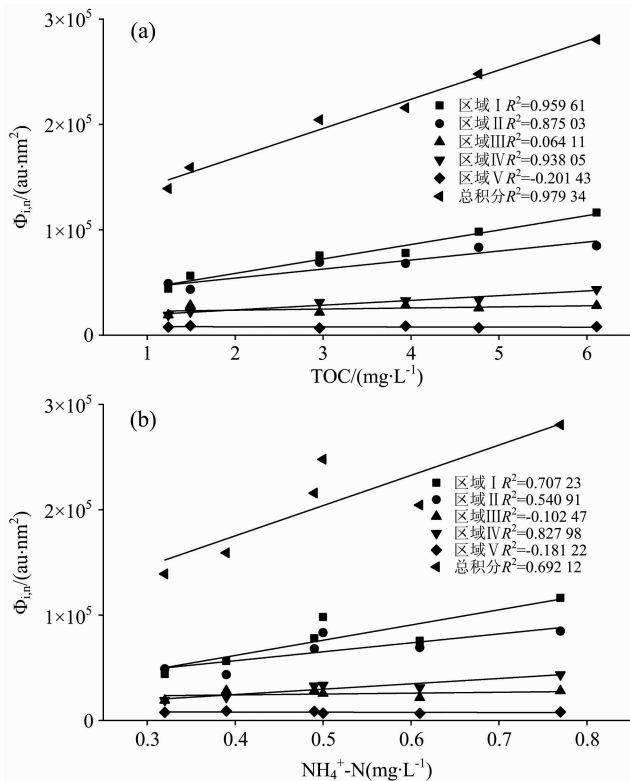 (a)
3×10⁵
2×10⁵
1×10⁵
0
Φi,n/(au·nm²)
区域Ⅰ R²=0.959 61
区域Ⅱ R²=0.875 03
区域Ⅲ R²=0.064 11
区域Ⅳ R²=0.938 05
区域Ⅴ R²=-0.201 43
总积分R²=0.979 34
1 2 3 4 5 6
TOC/(mg·L⁻¹)
(b)
3×10⁵
2×10⁵
1×10⁵
0
Φi,n/(au·nm²)
区域Ⅰ R²=0.707 23
区域Ⅱ R²=0.540 91
区域Ⅲ R²=-0.102 47
区域Ⅳ R²=0.827 98
区域Ⅴ R²=-0.181 22
总积分R²=0.692 12
0.3 0.4 0.5 0.6 0.7 0.8
NH₄⁺-N(mg·L⁻¹)